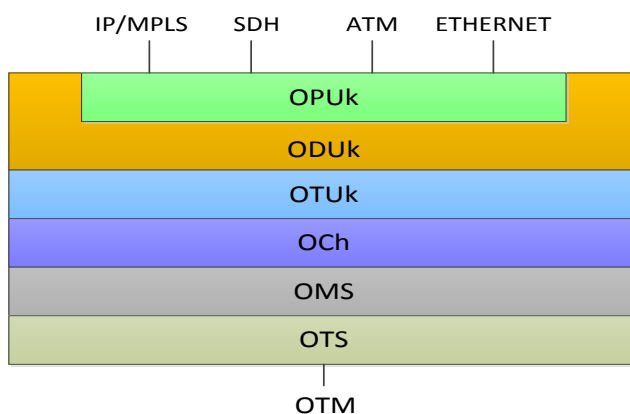 IP/MPLS SDH ATM ETHERNET
OPUk
ODUk
OTUk
OCh
OMS
OTS
OTM